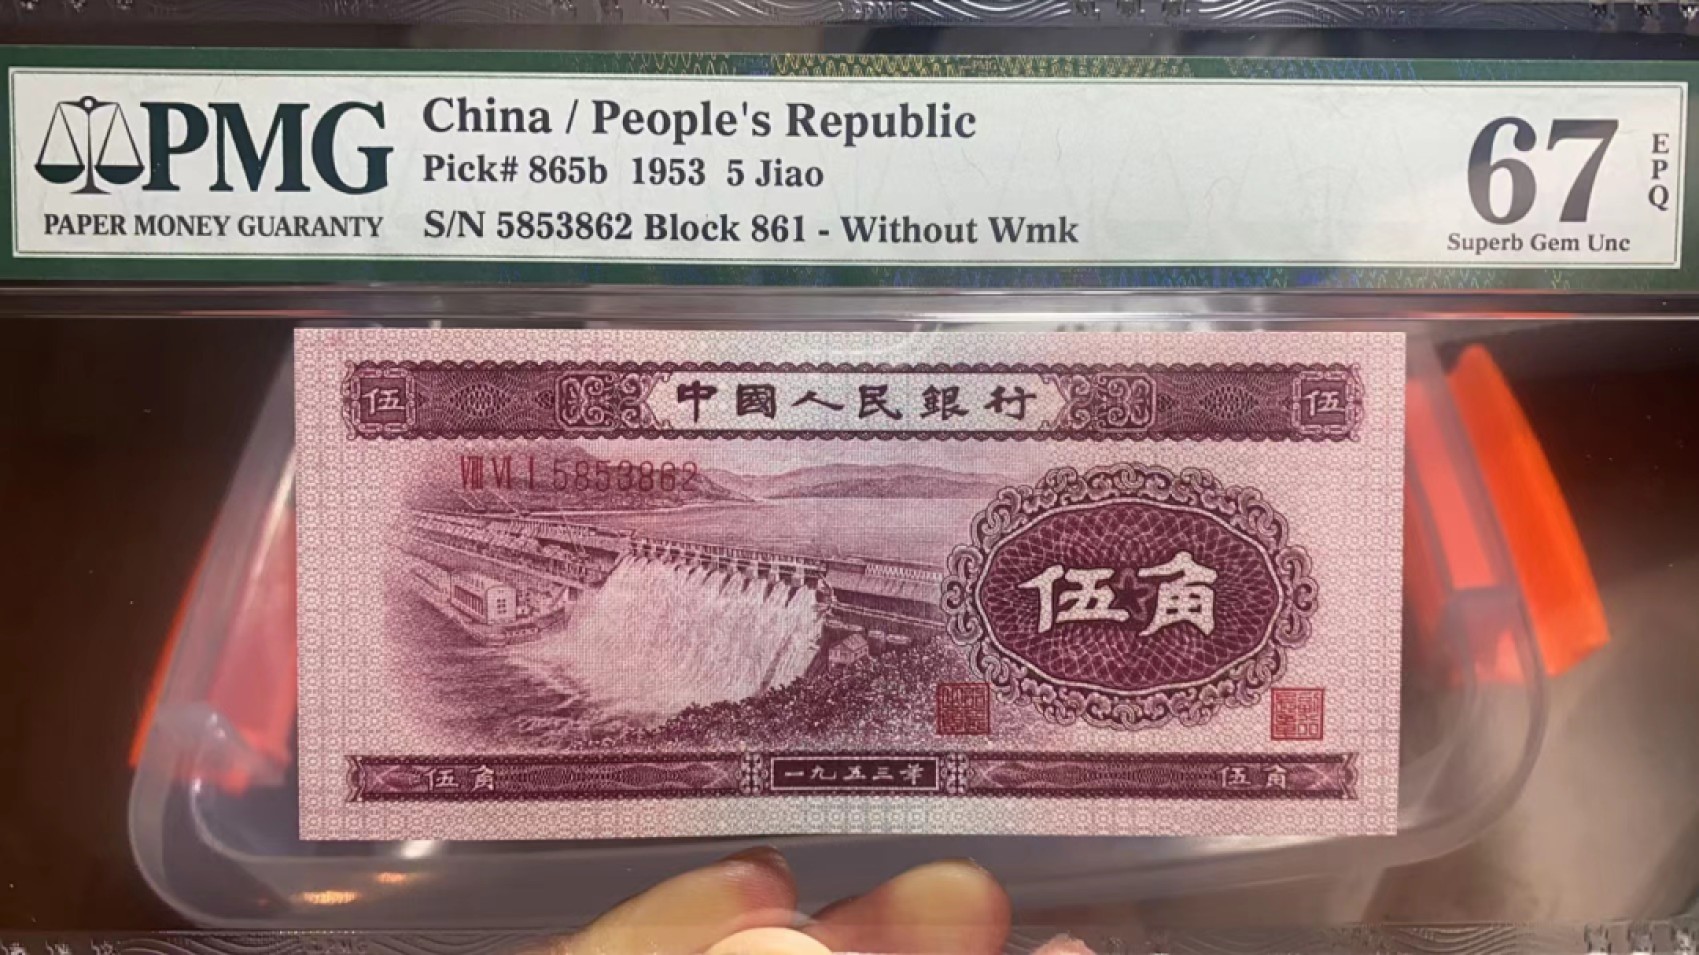 PMG
PAPER MONEY GUARANTY
China / People's Republic
Pick# 865b 1953 5 Jiao
S/N 5853862 Block 861 - Without Wmk
67
EPQ
Superb Gem Unc
伍 中國人民銀行 伍
VIII VI I 5853862
伍角
伍角 一九五三年 伍角